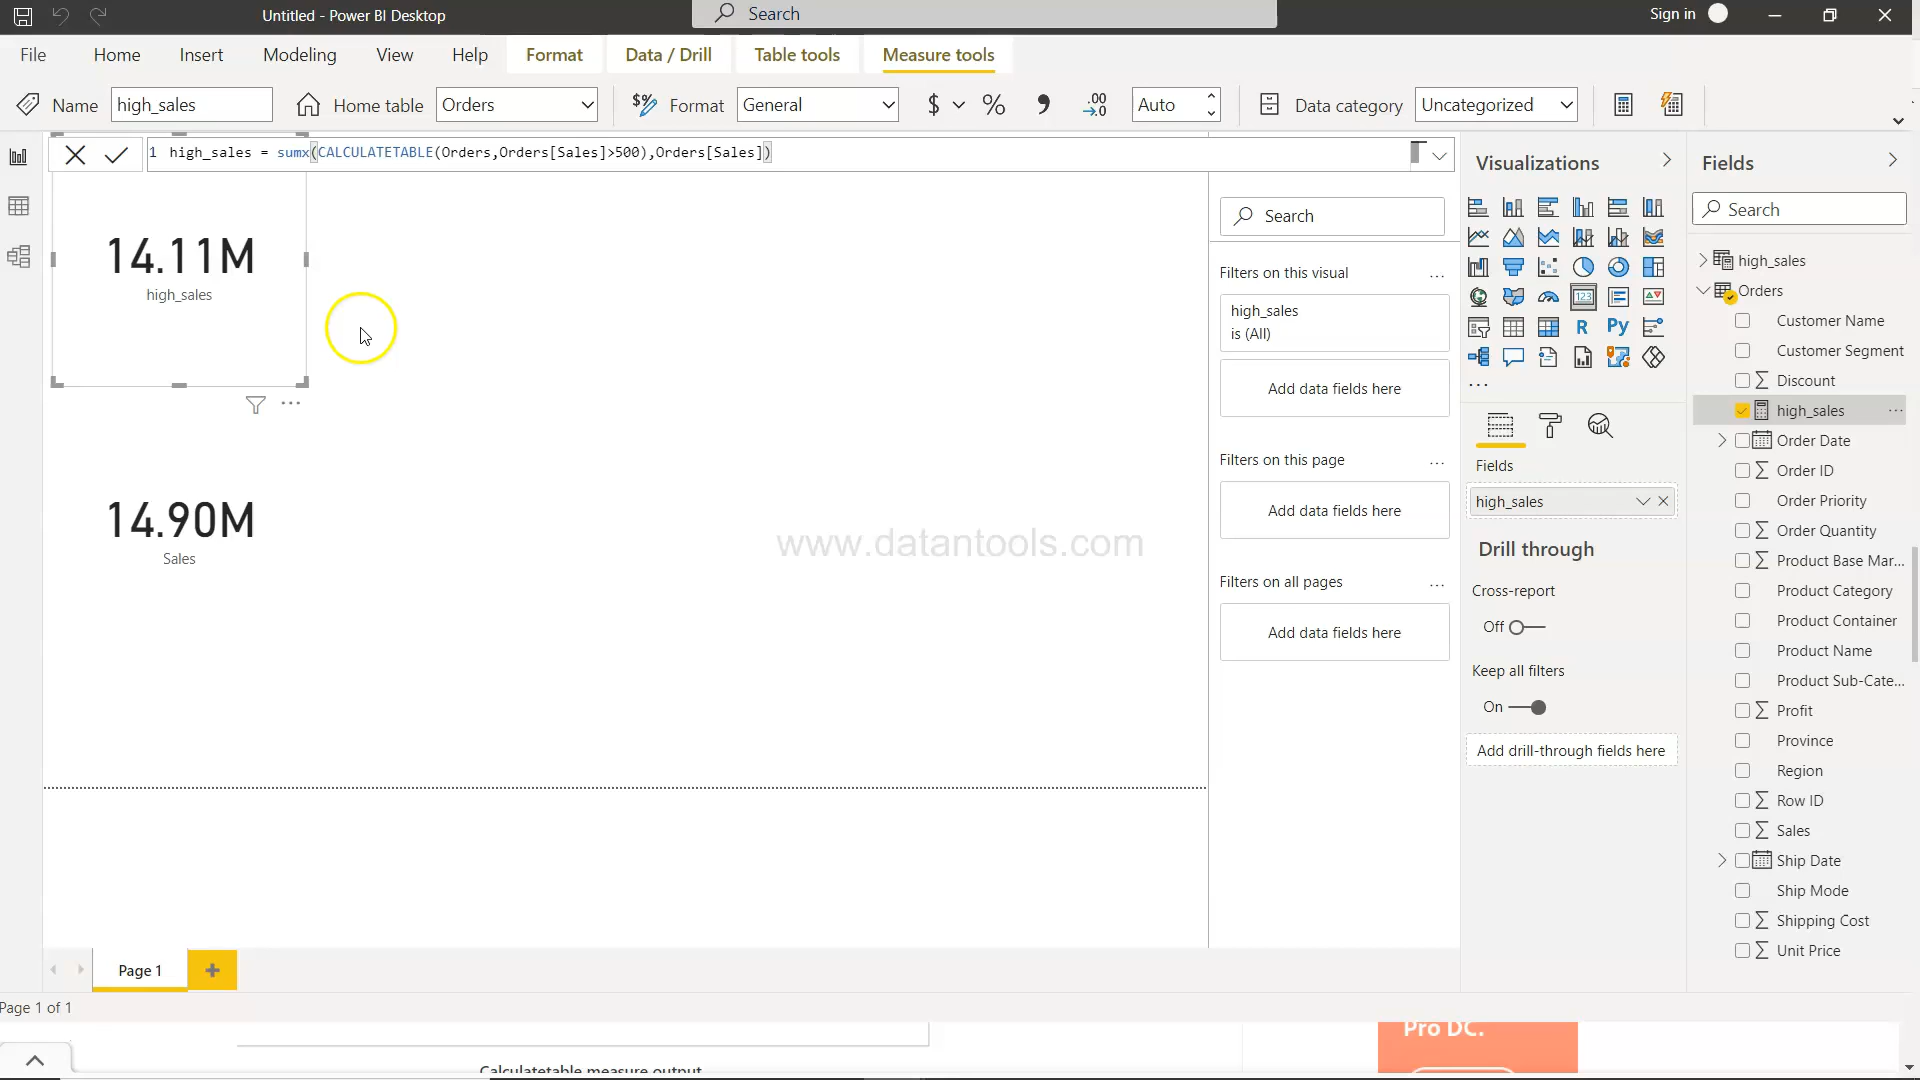 Untitled - Power BI Desktop
Search
Sign in
File
Home
Insert
Modeling
View
Help
Format
Data / Drill
Table tools
Measure tools
Name
high_sales
Home table
Orders
Format
General
$
%
.00
Auto
Data category
Uncategorized
1 high_sales = sumx(CALCULATETABLE(Orders,Orders[Sales]>500),Orders[Sales])
14.11M
high_sales
14.90M
Sales
www.datantools.com
Search
Filters on this visual
...
high_sales
is (All)
Add data fields here
Filters on this page
...
Add data fields here
Filters on all pages
...
Add data fields here
Visualizations
123
R
Py
...
Fields
high_sales
Drill through
Cross-report
Off
Keep all filters
On
Add drill-through fields here
Fields
Search
high_sales
Orders
Customer Name
Customer Segment
Discount
high_sales
...
Order Date
Order ID
Order Priority
Order Quantity
Product Base Mar...
Product Category
Product Container
Product Name
Product Sub-Cate...
Profit
Province
Region
Row ID
Sales
Ship Date
Ship Mode
Shipping Cost
Unit Price
Page 1
Page 1 of 1
Calculatetable measure output
Pro DC.